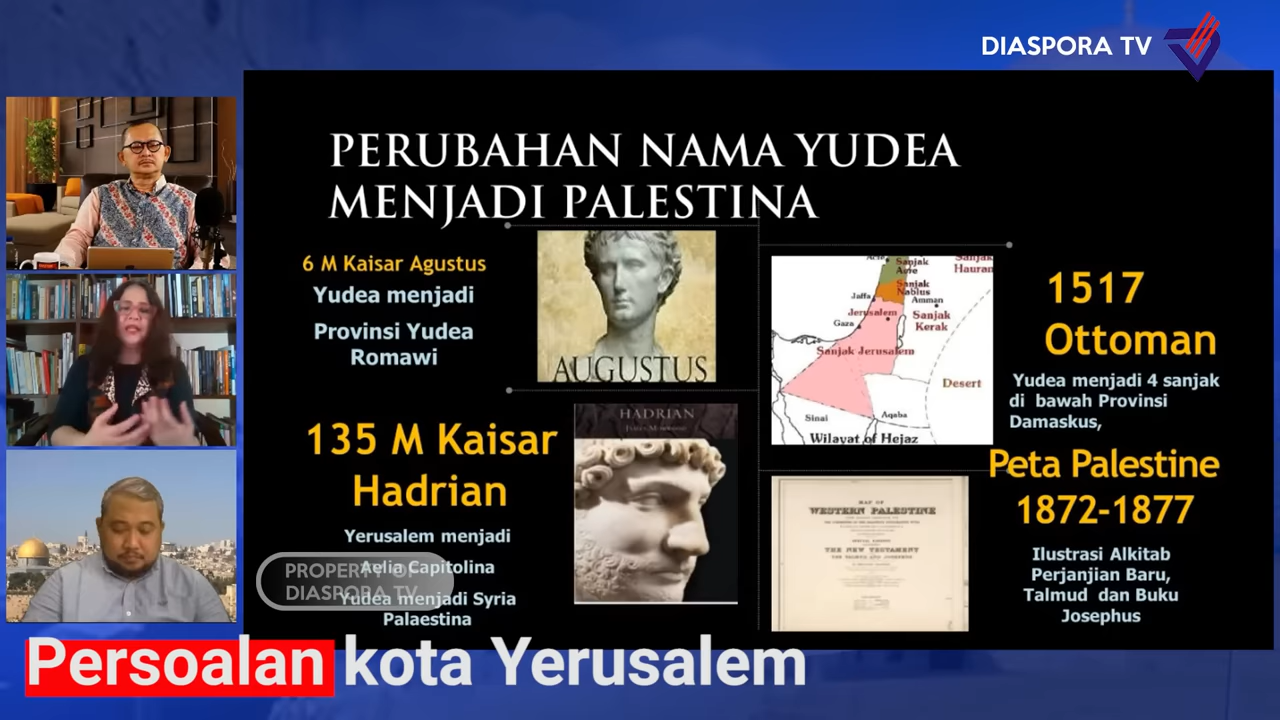 DIASPORA TV
PERUBAHAN NAMA YUDEA
MENJADI PALESTINA
6 M Kaisar Agustus
Yudea menjadi
Provinsi Yudea
Romawi
AUGUSTUS
135 M Kaisar
Hadrian
Yerusalem menjadi
Aelia Capitolina
Yudea menjadi Syria
Palaestina
HADRIAN
Acre
Sanjak
Acre
Sanjak
Hauran
Sanjak
Nablus
Jaffa
Amman
Jerusalem
Sanjak
Kerak
Gaza
Sanjak Jerusalem
Desert
Sinai
Aqaba
Wilayat of Hejaz
1517
Ottoman
Yudea menjadi 4 sanjak
di bawah Provinsi
Damaskus,
Peta Palestine
1872-1877
MAP OF
WESTERN PALESTINE
THE NEW TESTAMENT
Ilustrasi Alkitab
Perjanjian Baru,
Talmud dan Buku
Josephus
PROPERTY OF
DIASPORA TV
Persoalan kota Yerusalem